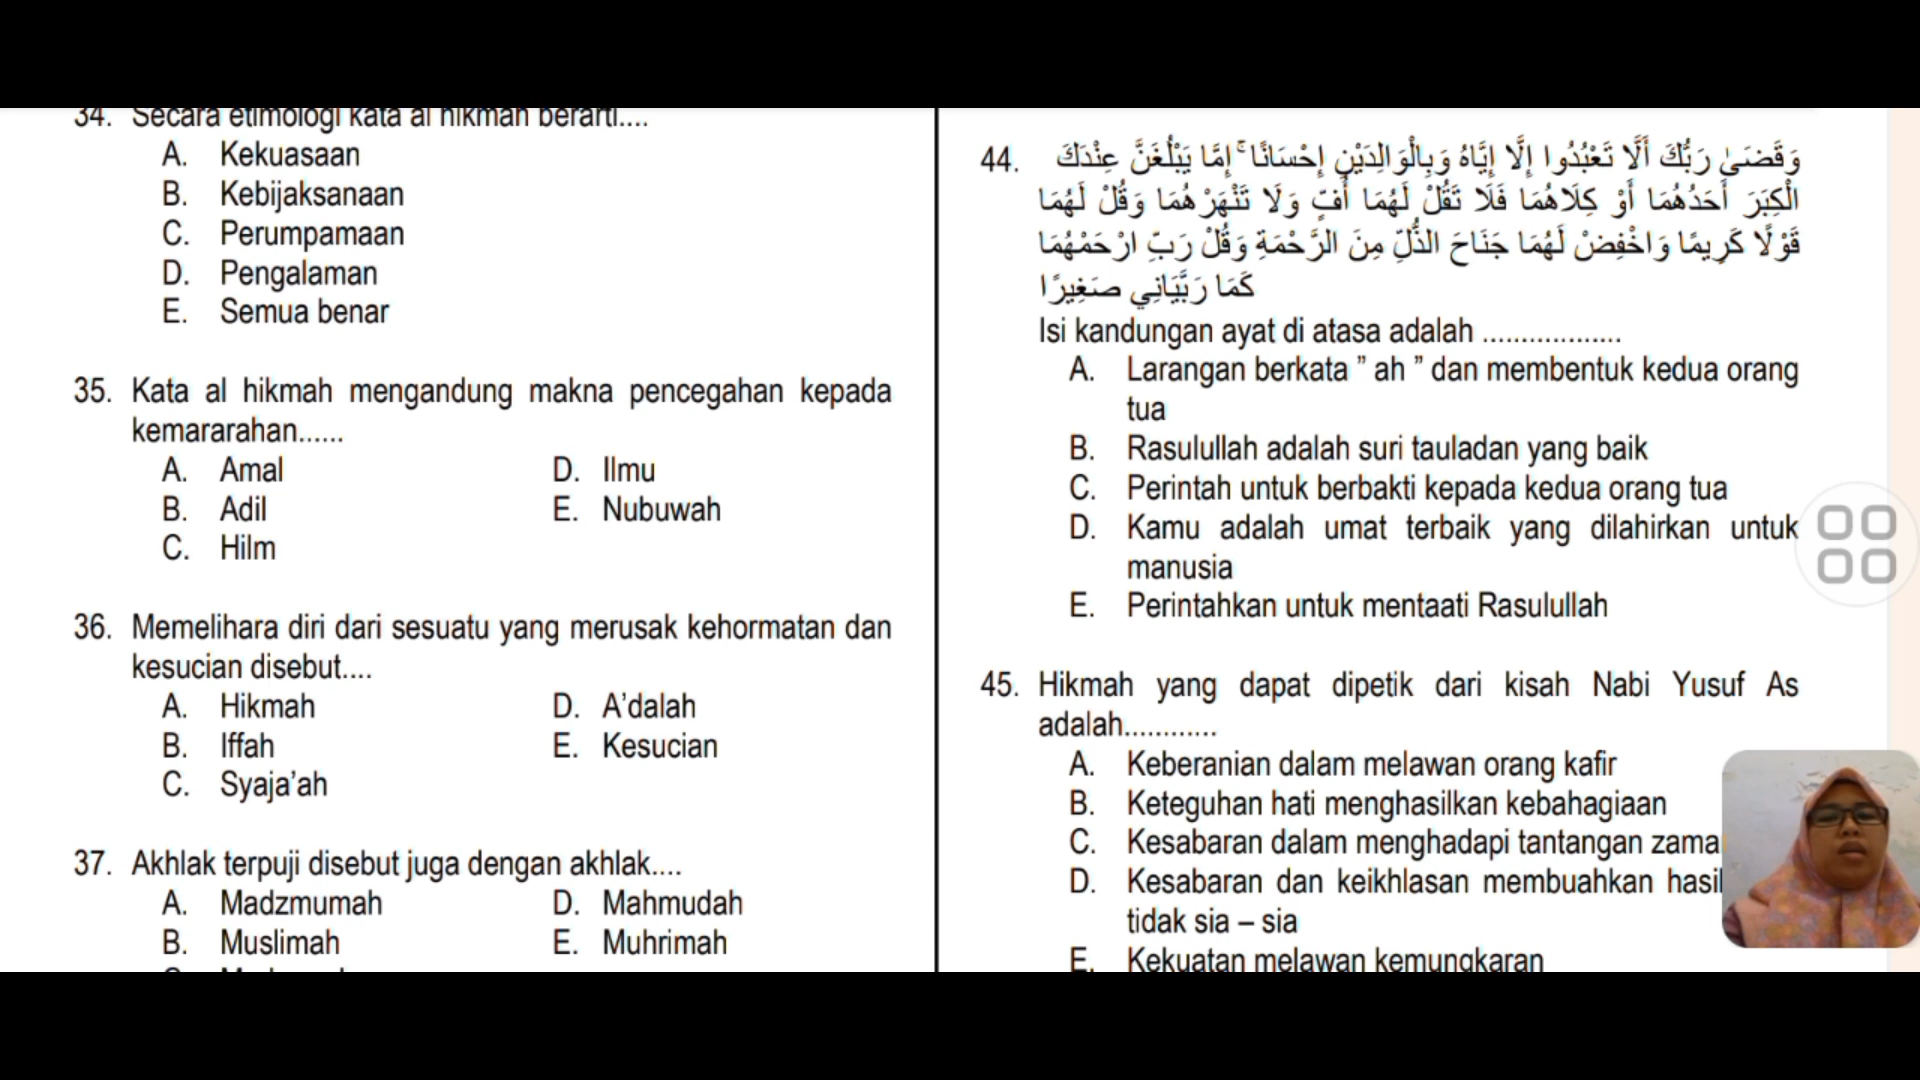 34. Secara etimologi kata al hikmah berarti....
A. Kekuasaan
B. Kebijaksanaan
C. Perumpamaan
D. Pengalaman
E. Semua benar
35. Kata al hikmah mengandung makna pencegahan kepada
kemararahan......
A. Amal
B. Adil
C. Hilm
D. Ilmu
E. Nubuwah
36. Memelihara diri dari sesuatu yang merusak kehormatan dan
kesucian disebut....
A. Hikmah
B. Iffah
C. Syaja’ah
D. A’dalah
E. Kesucian
37. Akhlak terpuji disebut juga dengan akhlak....
A. Madzmumah
B. Muslimah
D. Mahmudah
E. Muhrimah
44. وَقَضَىٰ رَبُّكَ أَلَّا تَعْبُدُوا إِلَّا إِيَّاهُ وَبِالْوَالِدَيْنِ إِحْسَانًا ۚ إِمَّا يَبْلُغَنَّ عِنْدَكَ
الْكِبَرَ أَحَدُهُمَا أَوْ كِلَاهُمَا فَلَا تَقُلْ لَهُمَا أُفٍّ وَلَا تَنْهَرْهُمَا وَقُلْ لَهُمَا
قَوْلًا كَرِيمًا وَاخْفِضْ لَهُمَا جَنَاحَ الذُّلِّ مِنَ الرَّحْمَةِ وَقُلْ رَبِّ ارْحَمْهُمَا
كَمَا رَبَّيَانِي صَغِيرًا
Isi kandungan ayat di atasa adalah ..................
A. Larangan berkata ” ah ” dan membentuk kedua orang
tua
B. Rasulullah adalah suri tauladan yang baik
C. Perintah untuk berbakti kepada kedua orang tua
D. Kamu adalah umat terbaik yang dilahirkan untuk
manusia
E. Perintahkan untuk mentaati Rasulullah
45. Hikmah yang dapat dipetik dari kisah Nabi Yusuf As
adalah............
A. Keberanian dalam melawan orang kafir
B. Keteguhan hati menghasilkan kebahagiaan
C. Kesabaran dalam menghadapi tantangan zama
D. Kesabaran dan keikhlasan membuahkan hasil
tidak sia – sia
E. Kekuatan melawan kemungkaran